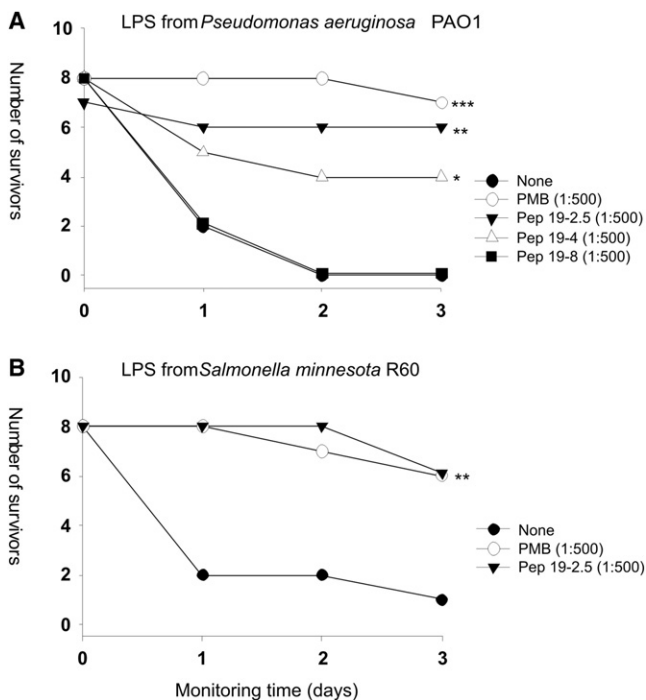 A
LPS from Pseudomonas aeruginosa PAO1
10
8
6
4
2
0
Number of survivors
***
**
*
None
PMB (1:500)
Pep 19-2.5 (1:500)
Pep 19-4 (1:500)
Pep 19-8 (1:500)
0 1 2 3
B
LPS from Salmonella minnesota R60
10
8
6
4
2
0
Number of survivors
**
None
PMB (1:500)
Pep 19-2.5 (1:500)
0 1 2 3
Monitoring time (days)